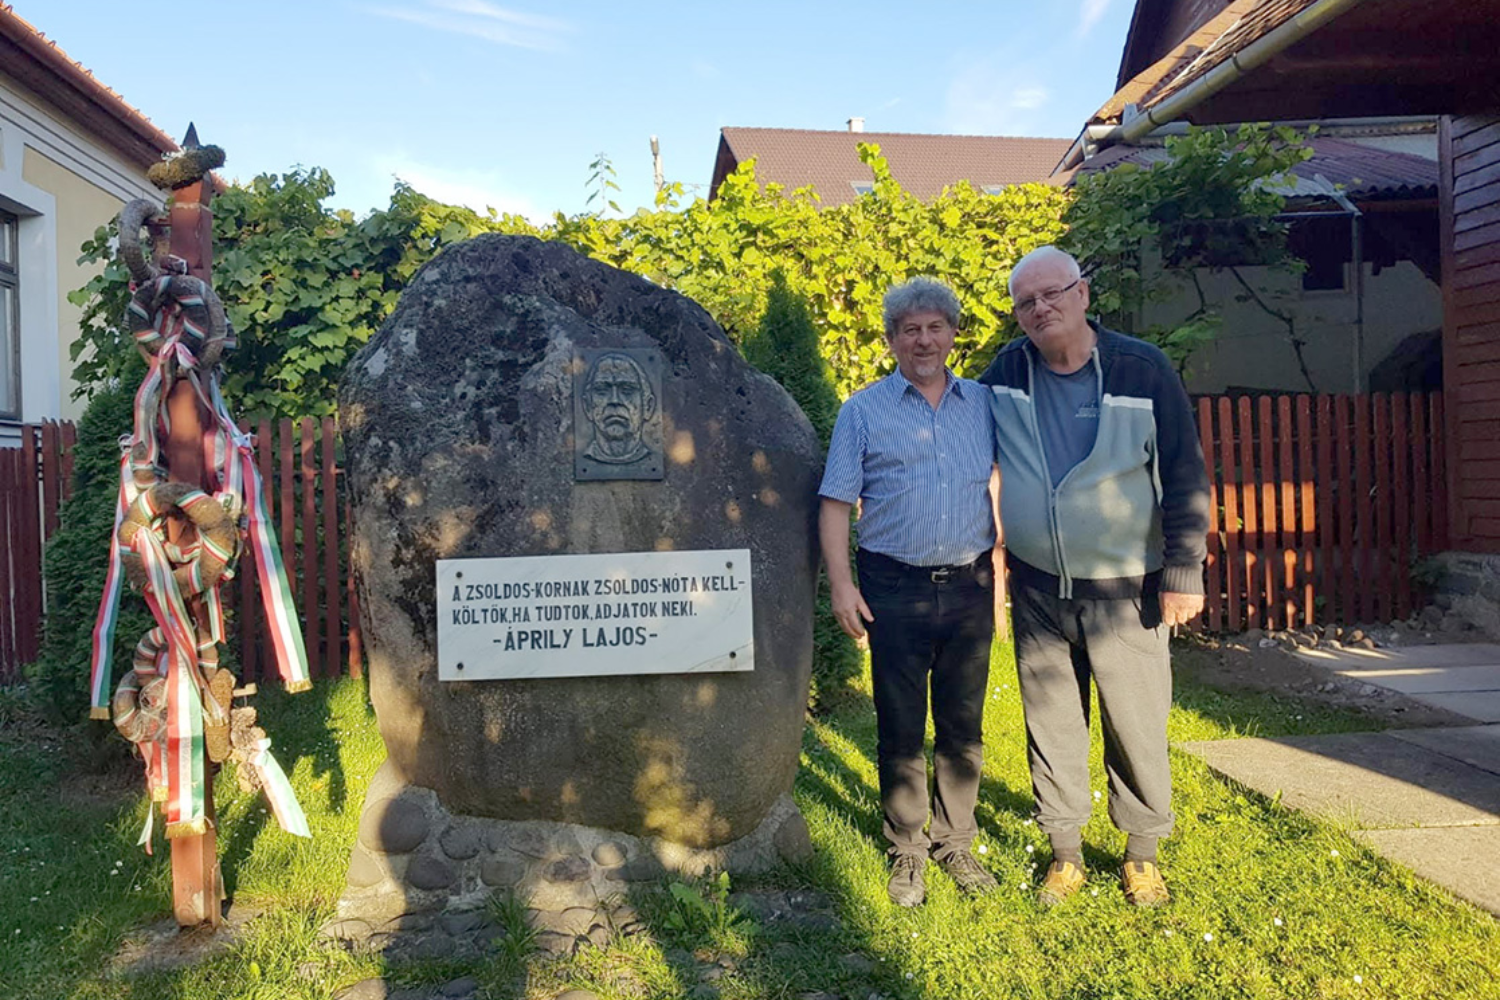 A ZSOLDOS-KORNAK ZSOLDOS-NÓTA KELL-
KÖLTŐK, HA TUDTOK, ADJATOK NEKI.
-ÁPRILY LAJOS-